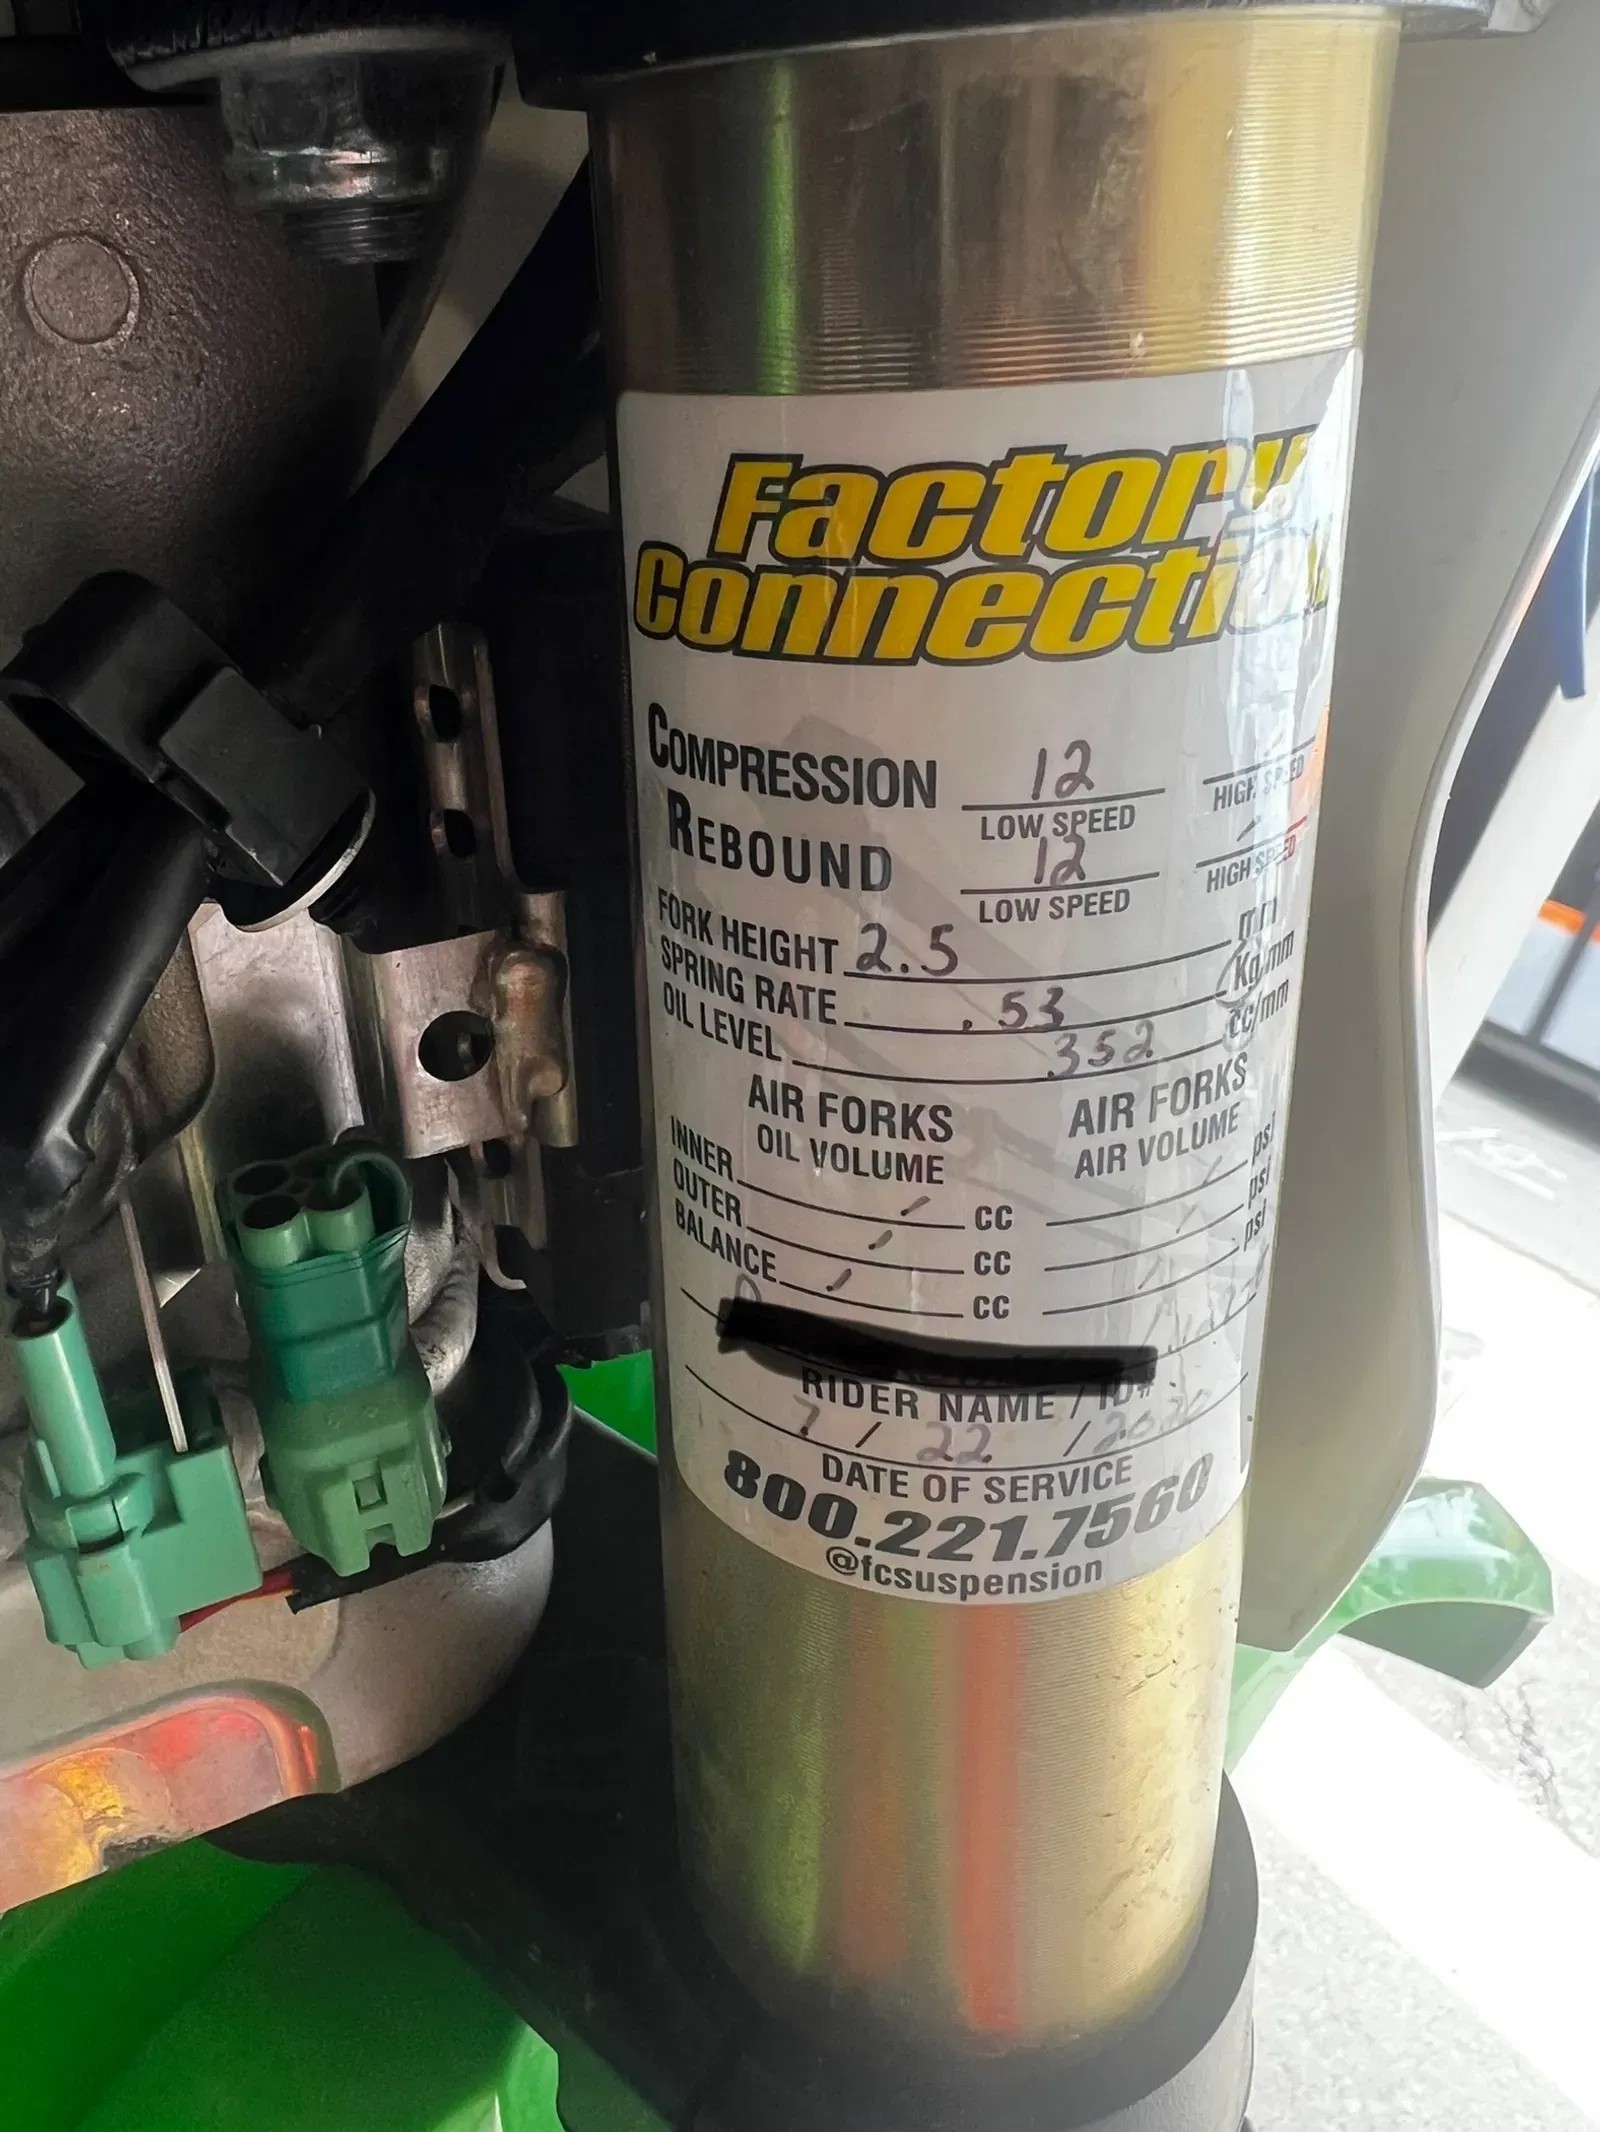 Factory
Connection
COMPRESSION 12
LOW SPEED HIGH SPEED
REBOUND 12
LOW SPEED HIGH SPEED
FORK HEIGHT 2.5 mm
SPRING RATE .53 Kg/mm
OIL LEVEL 352 cc/mm
AIR FORKS AIR FORKS
OIL VOLUME AIR VOLUME
INNER / cc / psi
OUTER / cc / psi
BALANCE / cc / psi
RIDER NAME / ID#
7 / 22 / 2020
DATE OF SERVICE
800.221.7560
@fcsuspension